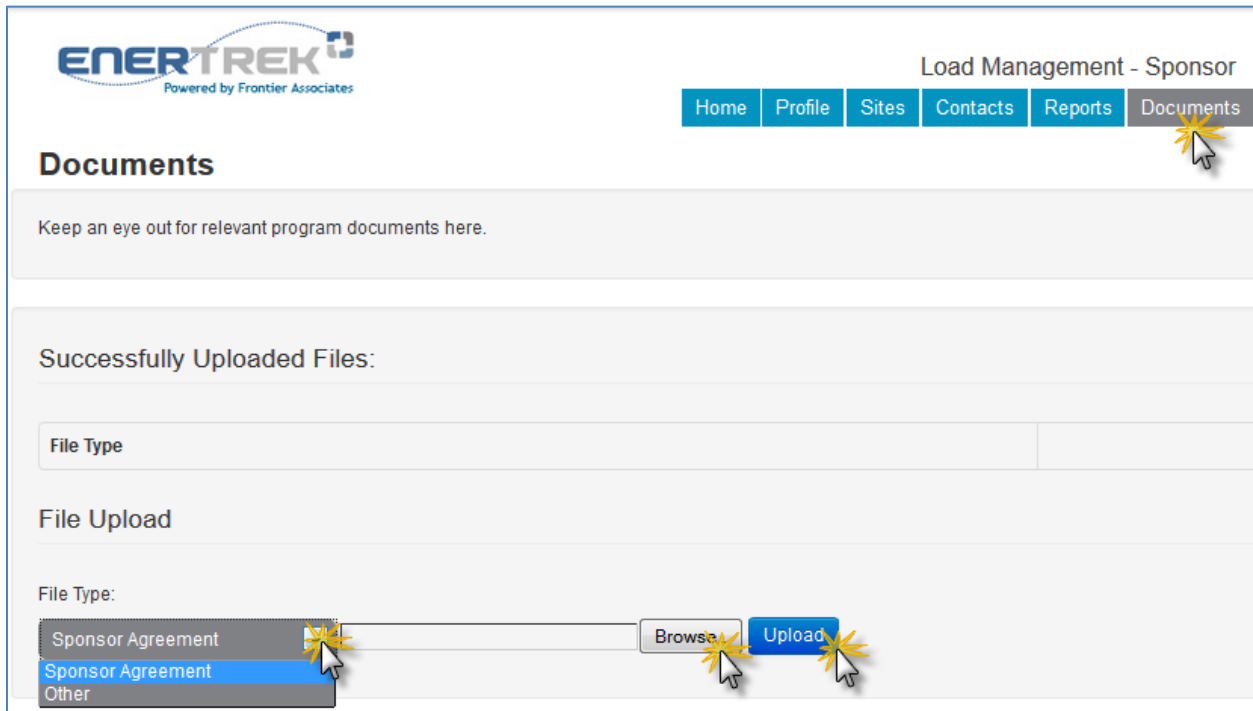 ENERTREK
Powered by Frontier Associates
Load Management - Sponsor
Home Profile Sites Contacts Reports Documents
Documents
Keep an eye out for relevant program documents here.
Successfully Uploaded Files:
File Type
File Upload
File Type:
Sponsor Agreement Browse Upload
Sponsor Agreement
Other